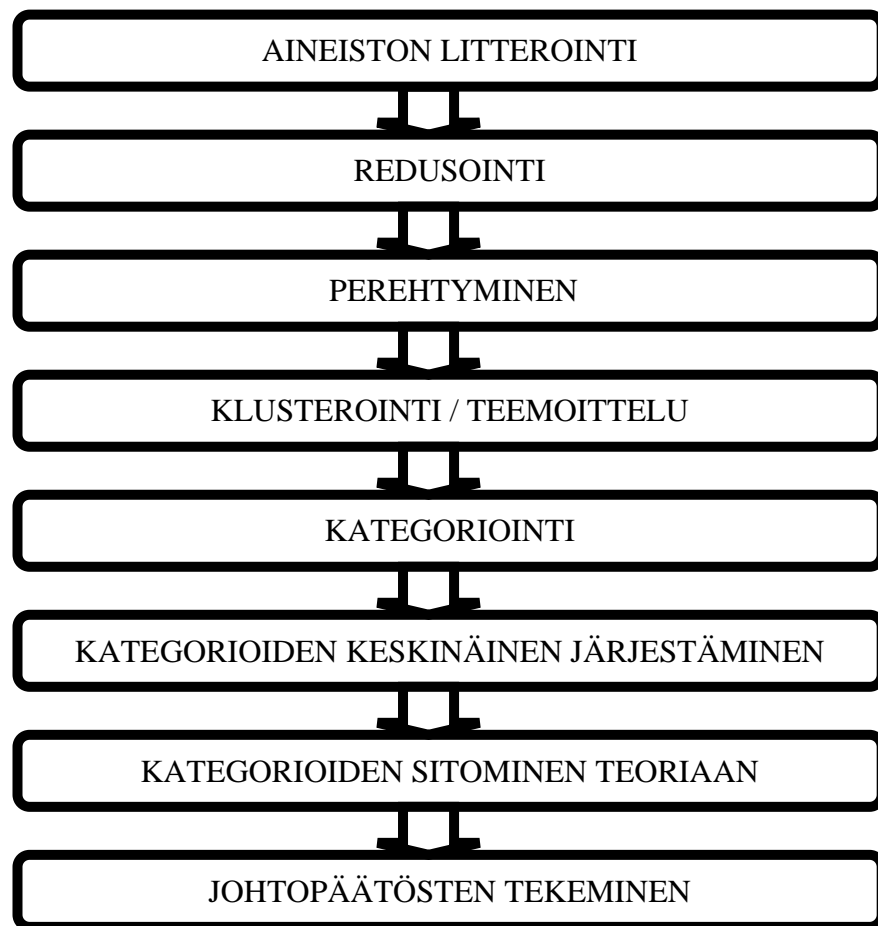 AINEISTON LITTEROINTI
REDUSOINTI
PEREHTYMINEN
KLUSTEROINTI / TEEMOITTELU
KATEGORIOINTI
KATEGORIOIDEN KESKINÄINEN JÄRJESTÄMINEN
KATEGORIOIDEN SITOMINEN TEORIAAN
JOHTOPÄÄTÖSTEN TEKEMINEN